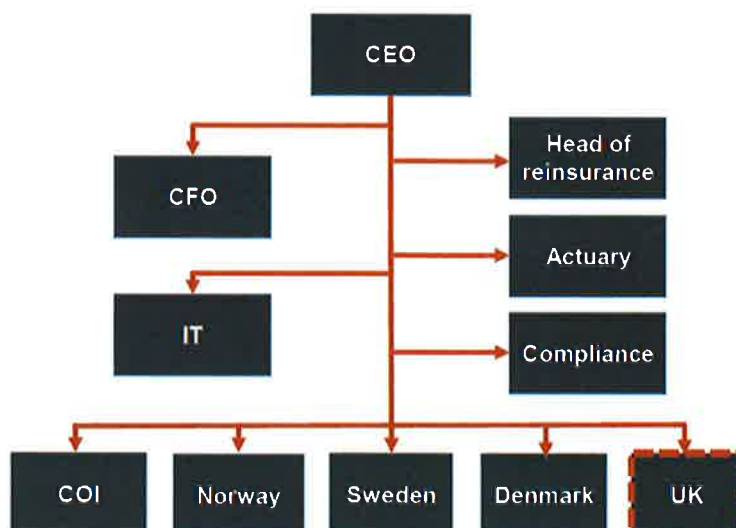 CEO
CFO
Head of
reinsurance
Actuary
IT
Compliance
COI
Norway
Sweden
Denmark
UK